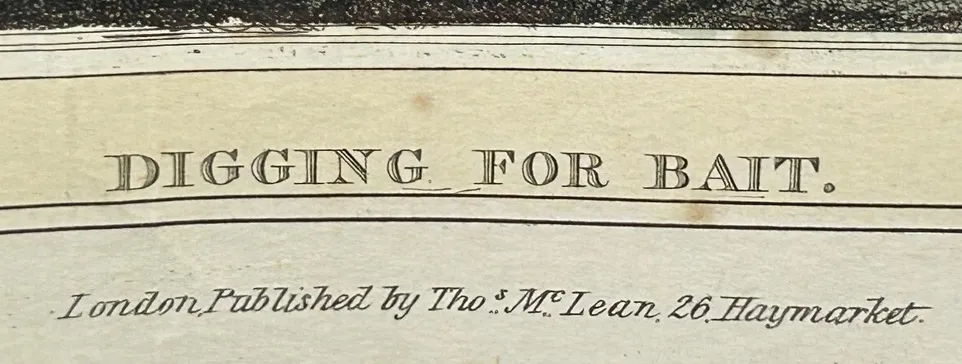 DIGGING FOR BAIT.
London, Published by Thoˢ. Mᶜ. Lean, 26, Haymarket.